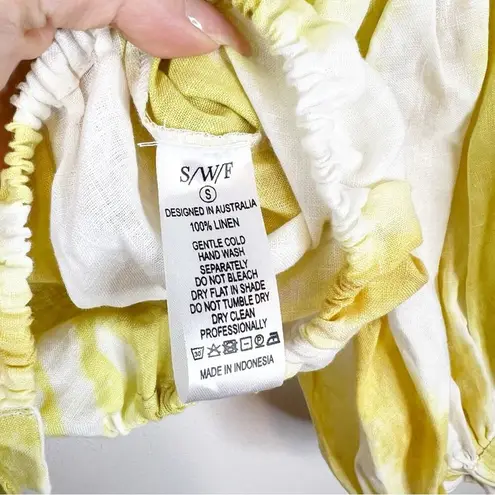 S/W/F
S
DESIGNED IN AUSTRALIA
100% LINEN
GENTLE COLD
HAND WASH
SEPARATELY
DO NOT BLEACH
DRY FLAT IN SHADE
DO NOT TUMBLE DRY
DRY CLEAN
PROFESSIONALLY
30 P
MADE IN INDONESIA